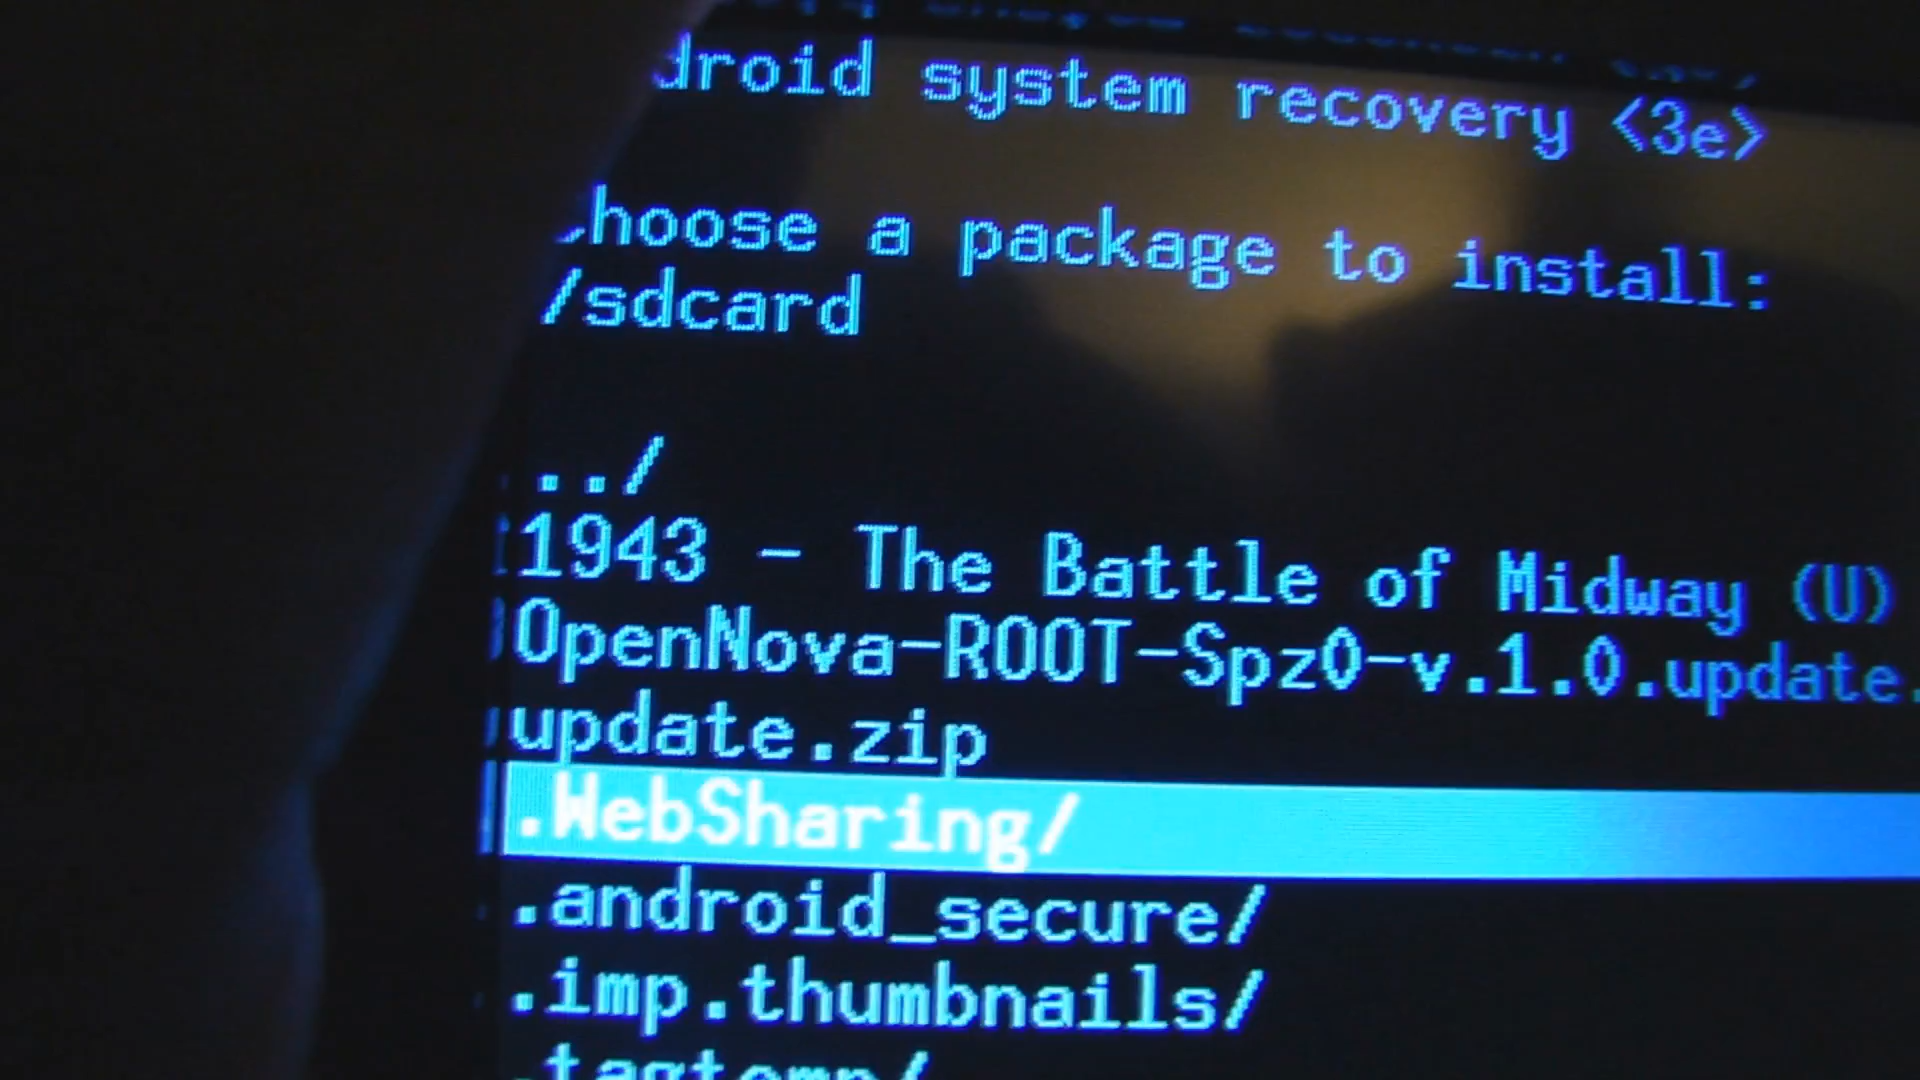 droid system recovery <3e>
hoose a package to install:
/sdcard
../
1943 - The Battle of Midway (U)
OpenNova-ROOT-Spz0-v.1.0.update.
update.zip
.WebSharing/
.android_secure/
.imp.thumbnails/
.tagtemp/